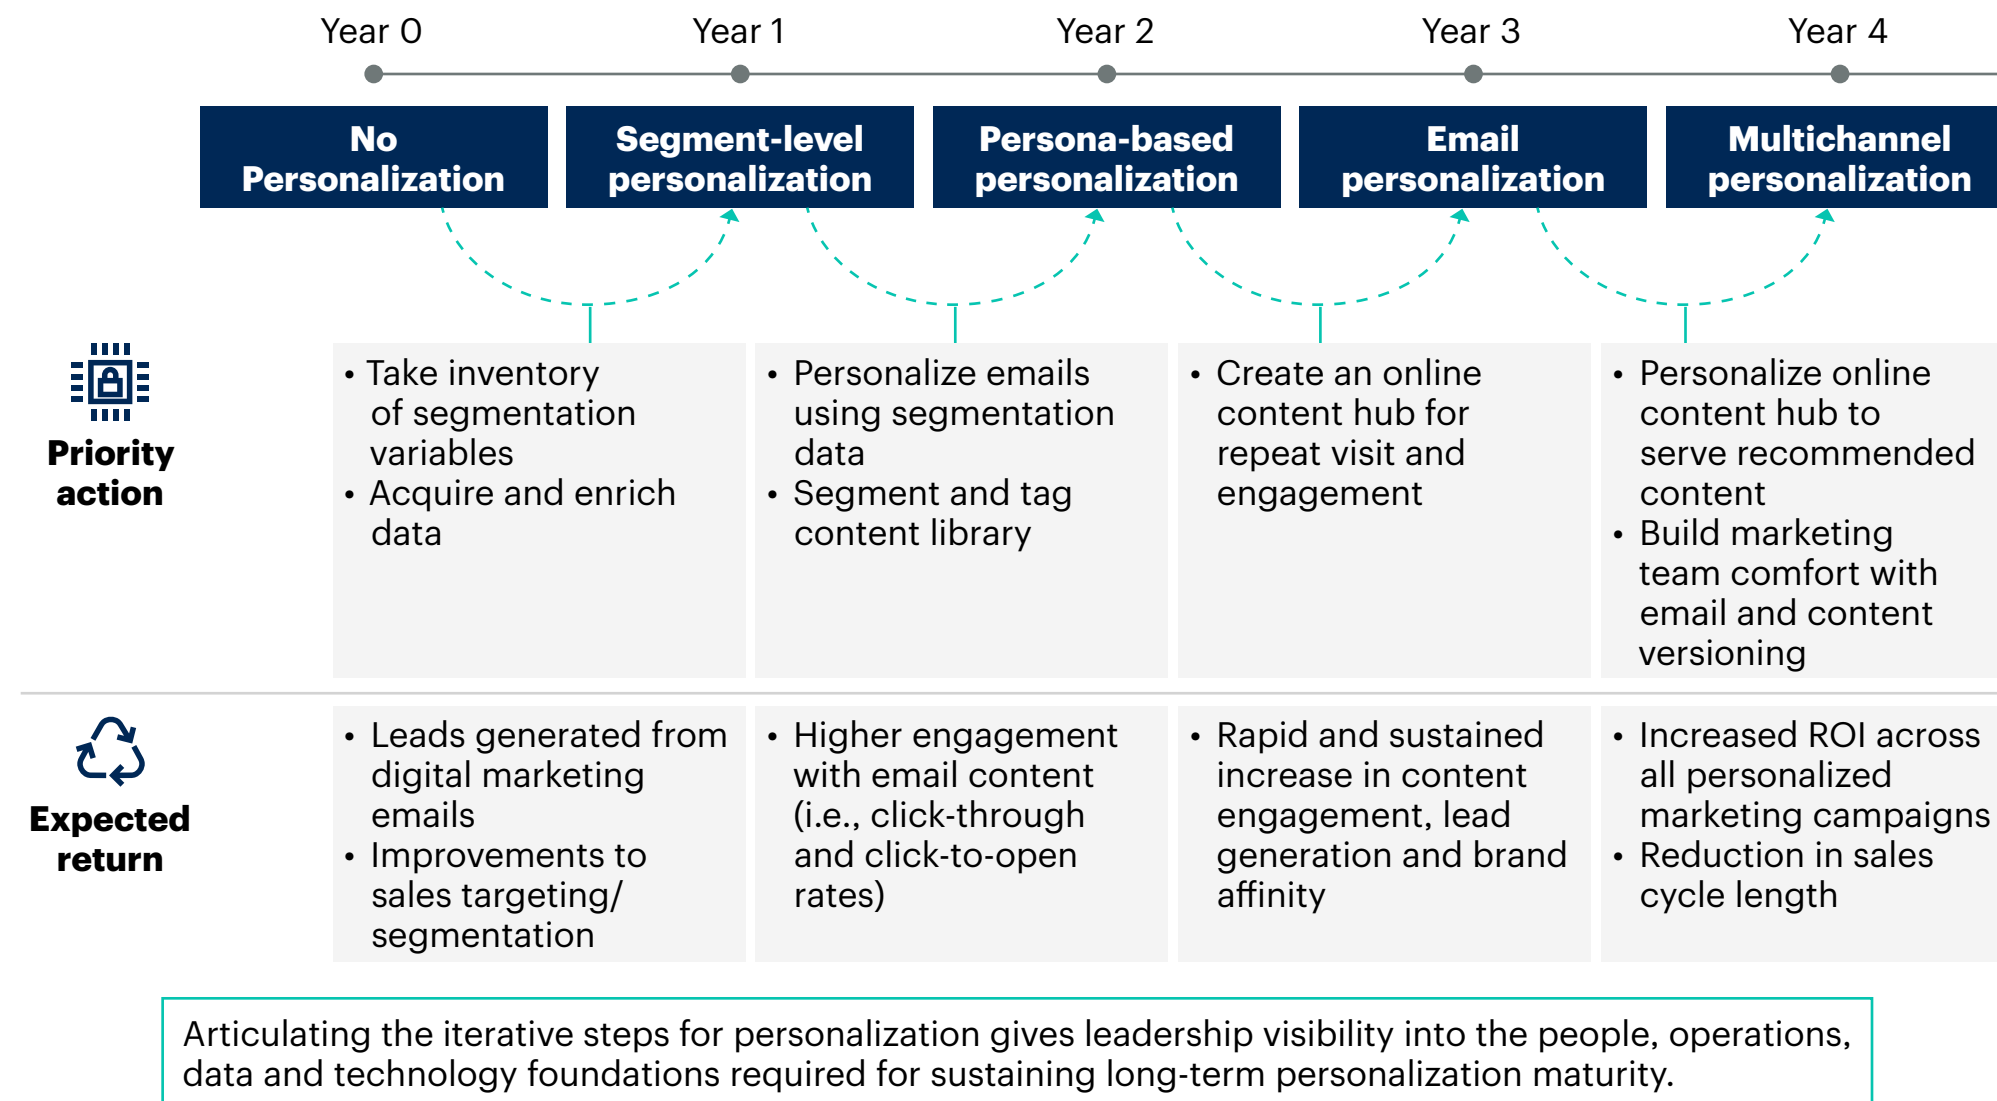 Year 0
Year 1
Year 2
Year 3
Year 4
No
Personalization
Segment-level
personalization
Persona-based
personalization
Email
personalization
Multichannel
personalization
Priority
action
• Take inventory
of segmentation
variables
• Acquire and enrich
data
• Personalize emails
using segmentation
data
• Segment and tag
content library
• Create an online
content hub for
repeat visit and
engagement
• Personalize online
content hub to
serve recommended
content
• Build marketing
team comfort with
email and content
versioning
Expected
return
• Leads generated from
digital marketing
emails
• Improvements to
sales targeting/
segmentation
• Higher engagement
with email content
(i.e., click-through
and click-to-open
rates)
• Rapid and sustained
increase in content
engagement, lead
generation and brand
affinity
• Increased ROI across
all personalized
marketing campaigns
• Reduction in sales
cycle length
Articulating the iterative steps for personalization gives leadership visibility into the people, operations,
data and technology foundations required for sustaining long-term personalization maturity.